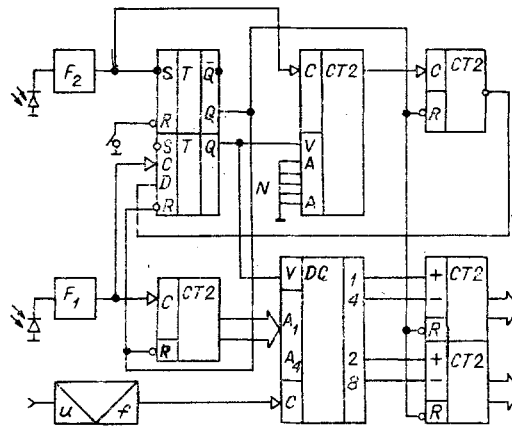 F2 S T Q̄ C CT2 C CT2
Q
R R
S T Q V
C A
D N
R A
F1 C CT2 V DC 1 + CT2
4 −
A1 R
R A4 2 + CT2
8 −
u f C R